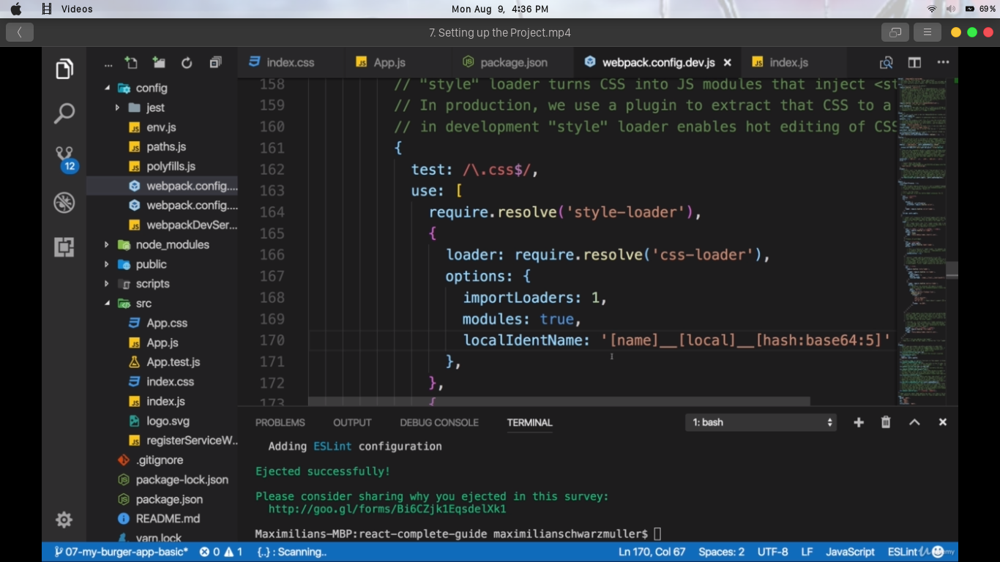 Videos
Mon Aug 9, 4:36 PM
69%
7. Setting up the Project.mp4
index.css
App.js
package.json
webpack.config.dev.js
index.js
12
config
jest
env.js
paths.js
polyfills.js
webpack.config....
webpack.config....
webpackDevSer...
node_modules
public
scripts
src
App.css
App.js
App.test.js
index.css
index.js
logo.svg
registerServiceW...
.gitignore
package-lock.json
package.json
README.md
yarn.lock
158 // "style" loader turns CSS into JS modules that inject <st
159 // In production, we use a plugin to extract that CSS to a
160 // in development "style" loader enables hot editing of CSS
161 {
162 test: /\.css$/,
163 use: [
164 require.resolve('style-loader'),
165 {
166 loader: require.resolve('css-loader'),
167 options: {
168 importLoaders: 1,
169 modules: true,
170 localIdentName: '[name]__[local]__[hash:base64:5]'
171 },
172 },
173 {
PROBLEMS OUTPUT DEBUG CONSOLE TERMINAL 1: bash
Adding ESLint configuration
Ejected successfully!
Please consider sharing why you ejected in this survey:
http://goo.gl/forms/Bi6CZjk1EqsdelXk1
Maximilians-MBP:react-complete-guide maximilianschwarzmuller$
07-my-burger-app-basic* 0 1 {..} : Scanning.. Ln 170, Col 67 Spaces: 2 UTF-8 LF JavaScript ESLint